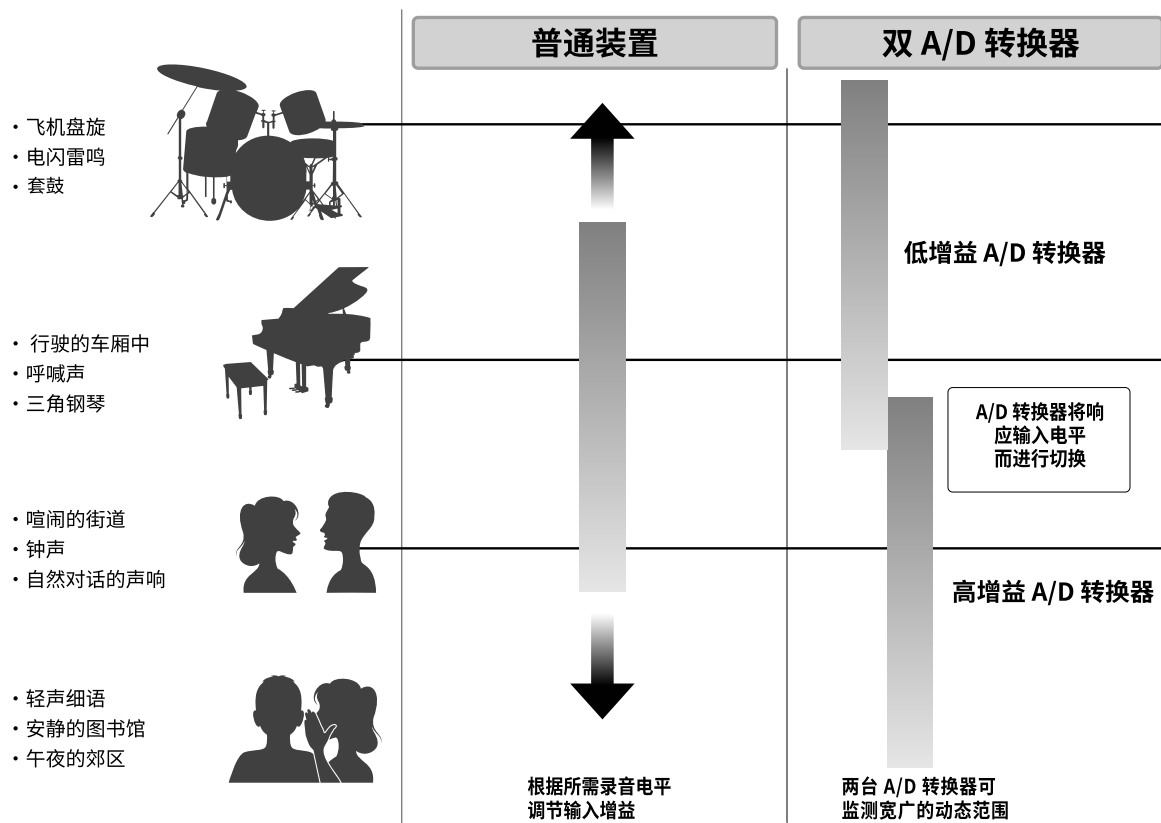 普通装置
双 A/D 转换器
・飞机盘旋
・电闪雷鸣
・套鼓
低增益 A/D 转换器
・行驶的车厢中
・呼喊声
・三角钢琴
A/D 转换器将响
应输入电平
而进行切换
・喧闹的街道
・钟声
・自然对话的声响
高增益 A/D 转换器
・轻声细语
・安静的图书馆
・午夜的郊区
根据所需录音电平
调节输入增益
两台 A/D 转换器可
监测宽广的动态范围